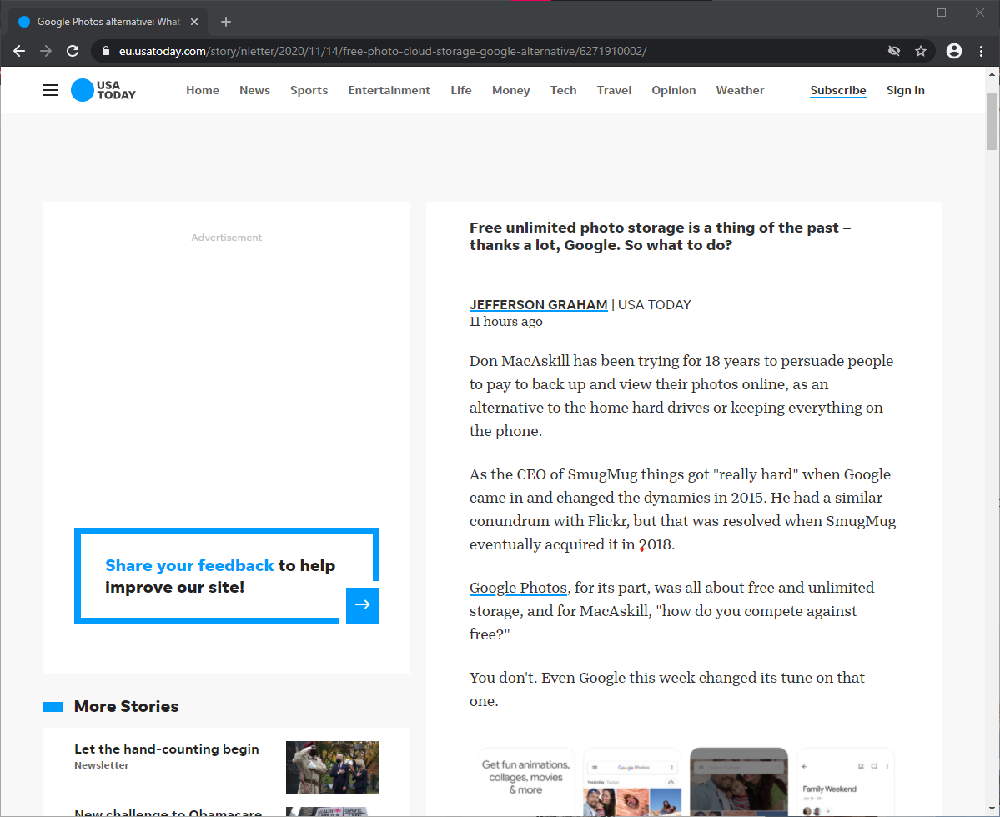 Google Photos alternative: What
eu.usatoday.com/story/nletter/2020/11/14/free-photo-cloud-storage-google-alternative/6271910002/
USA
TODAY
Home News Sports Entertainment Life Money Tech Travel Opinion Weather Subscribe Sign In
Advertisement
Share your feedback to help
improve our site!
More Stories
Let the hand-counting begin
Newsletter
New challenge to Obamacare
Free unlimited photo storage is a thing of the past –
thanks a lot, Google. So what to do?
JEFFERSON GRAHAM | USA TODAY
11 hours ago
Don MacAskill has been trying for 18 years to persuade people
to pay to back up and view their photos online, as an
alternative to the home hard drives or keeping everything on
the phone.
As the CEO of SmugMug things got "really hard" when Google
came in and changed the dynamics in 2015. He had a similar
conundrum with Flickr, but that was resolved when SmugMug
eventually acquired it in 2018.
Google Photos, for its part, was all about free and unlimited
storage, and for MacAskill, "how do you compete against
free?"
You don't. Even Google this week changed its tune on that
one.
Get fun animations,
collages, movies
& more
Google Photos
Yesterday
Family Weekend